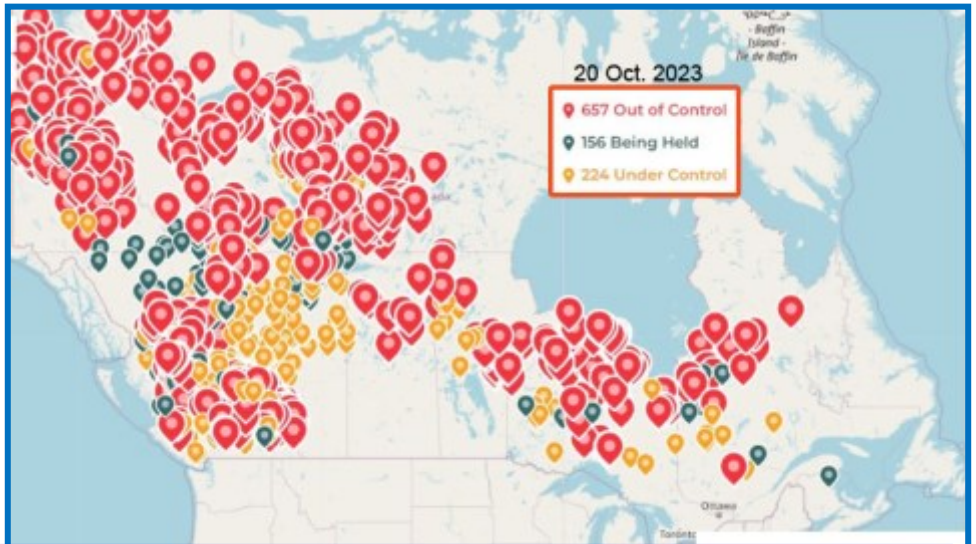 - Baffin
Island -
Île de Baffin
20 Oct. 2023
657 Out of Control
156 Being Held
224 Under Control
Ottawa
Toronto